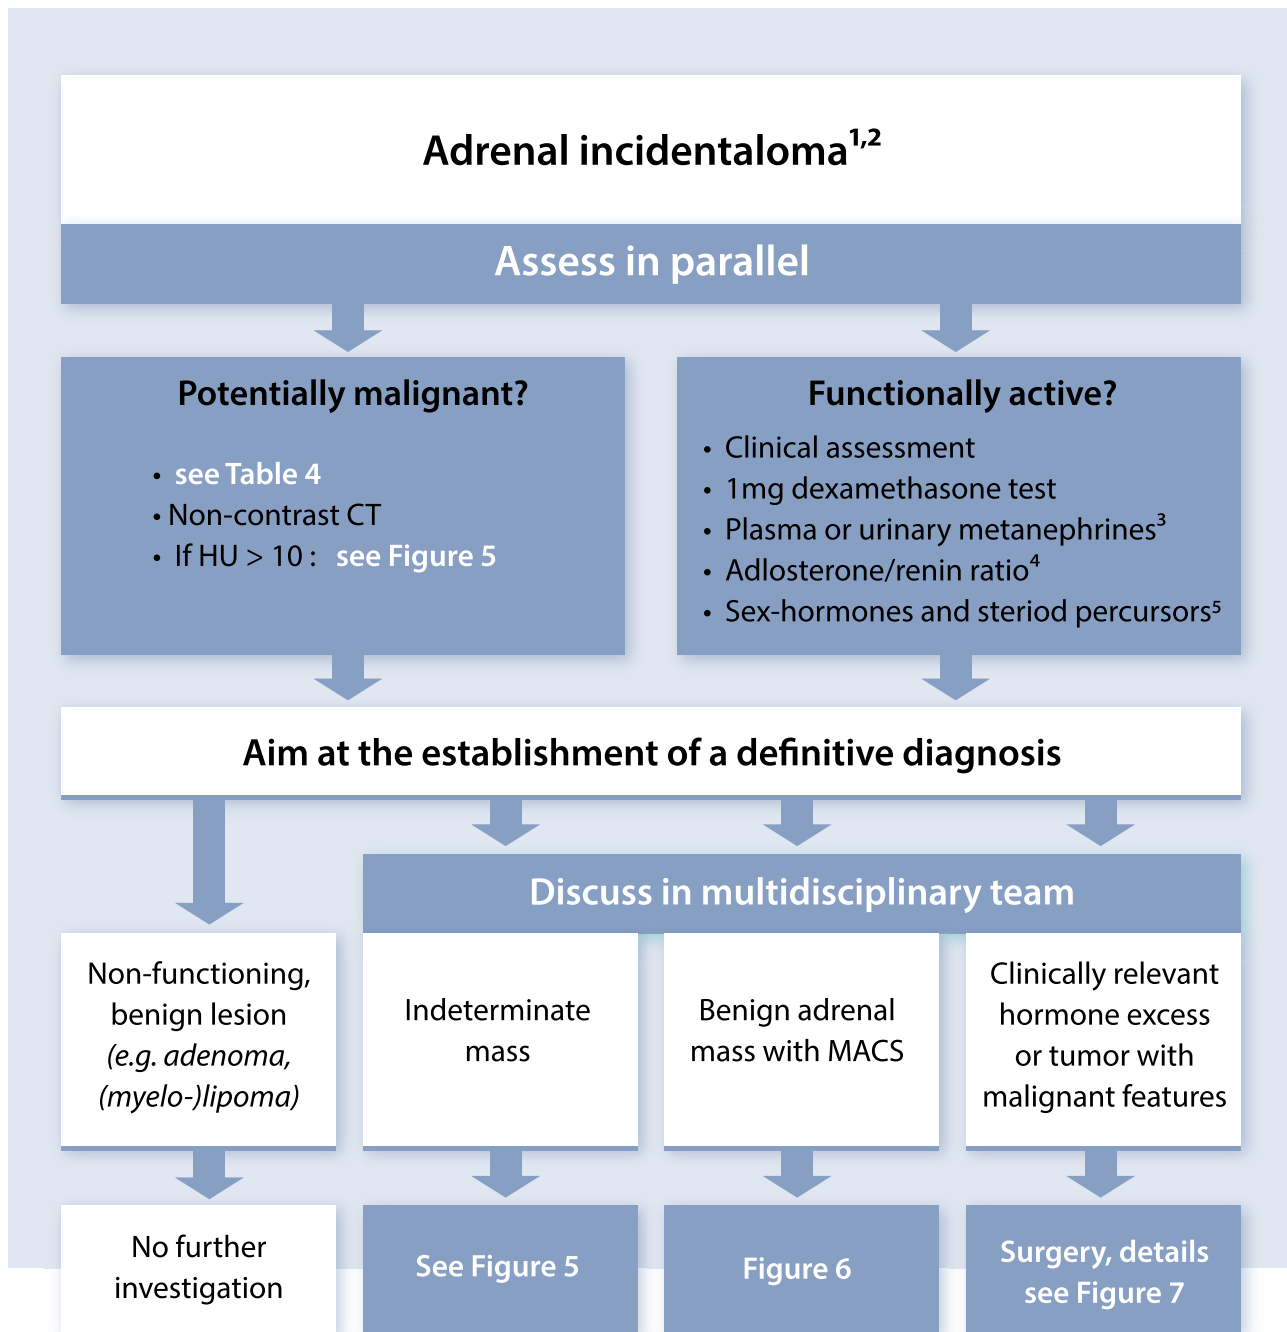 Adrenal incidentaloma¹,²
Assess in parallel
Potentially malignant?
• see Table 4
• Non-contrast CT
• If HU > 10 : see Figure 5
Functionally active?
• Clinical assessment
• 1mg dexamethasone test
• Plasma or urinary metanephrines³
• Adlosterone/renin ratio⁴
• Sex-hormones and steriod percursors⁵
Aim at the establishment of a definitive diagnosis
Discuss in multidisciplinary team
Non-functioning,
benign lesion
(e.g. adenoma,
(myelo-)lipoma)
Indeterminate
mass
Benign adrenal
mass with MACS
Clinically relevant
hormone excess
or tumor with
malignant features
No further
investigation
See Figure 5
Figure 6
Surgery, details
see Figure 7